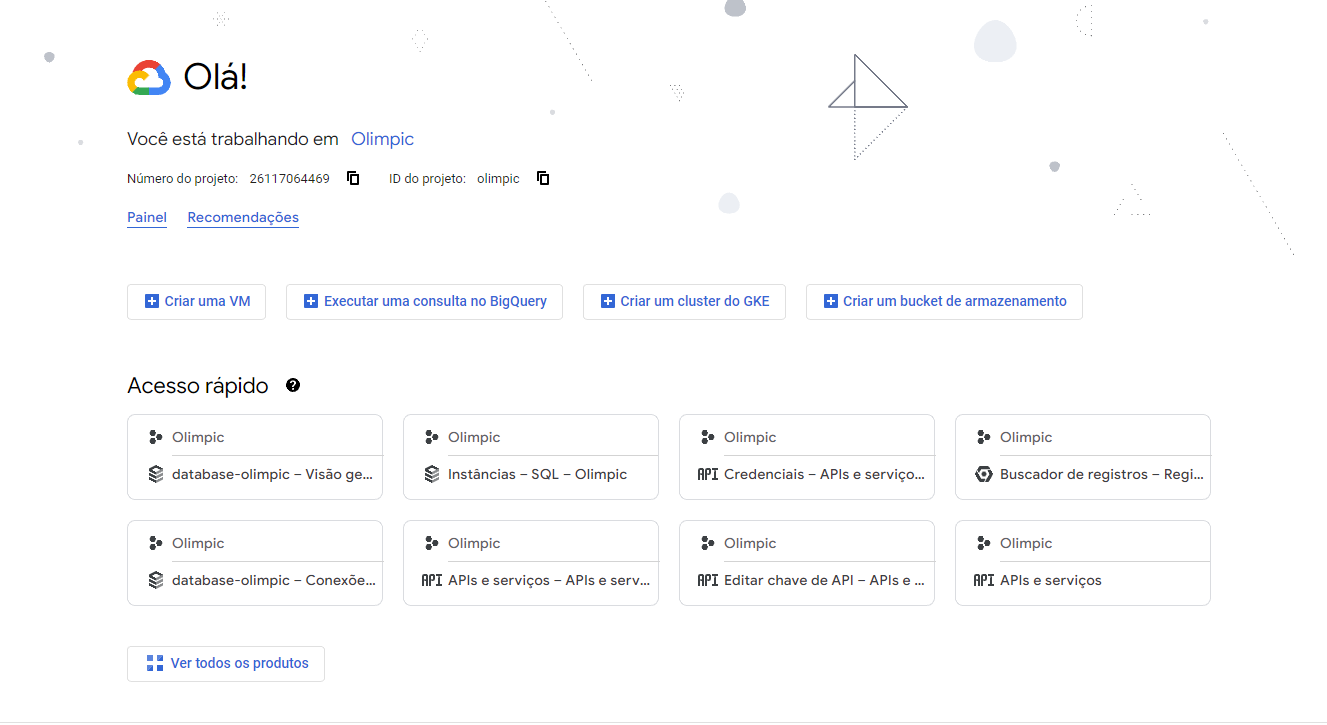 Olá!
Você está trabalhando em Olimpic
Número do projeto: 26117064469 ID do projeto: olimpic
Painel Recomendações
Criar uma VM Executar uma consulta no BigQuery Criar um cluster do GKE Criar um bucket de armazenamento
Acesso rápido ?
Olimpic Olimpic Olimpic Olimpic
database-olimpic – Visão ge... Instâncias – SQL – Olimpic API Credenciais – APIs e serviço... Buscador de registros – Regi...
Olimpic Olimpic Olimpic Olimpic
database-olimpic – Conexõe... API APIs e serviços – APIs e serv... API Editar chave de API – APIs e ... API APIs e serviços
Ver todos os produtos